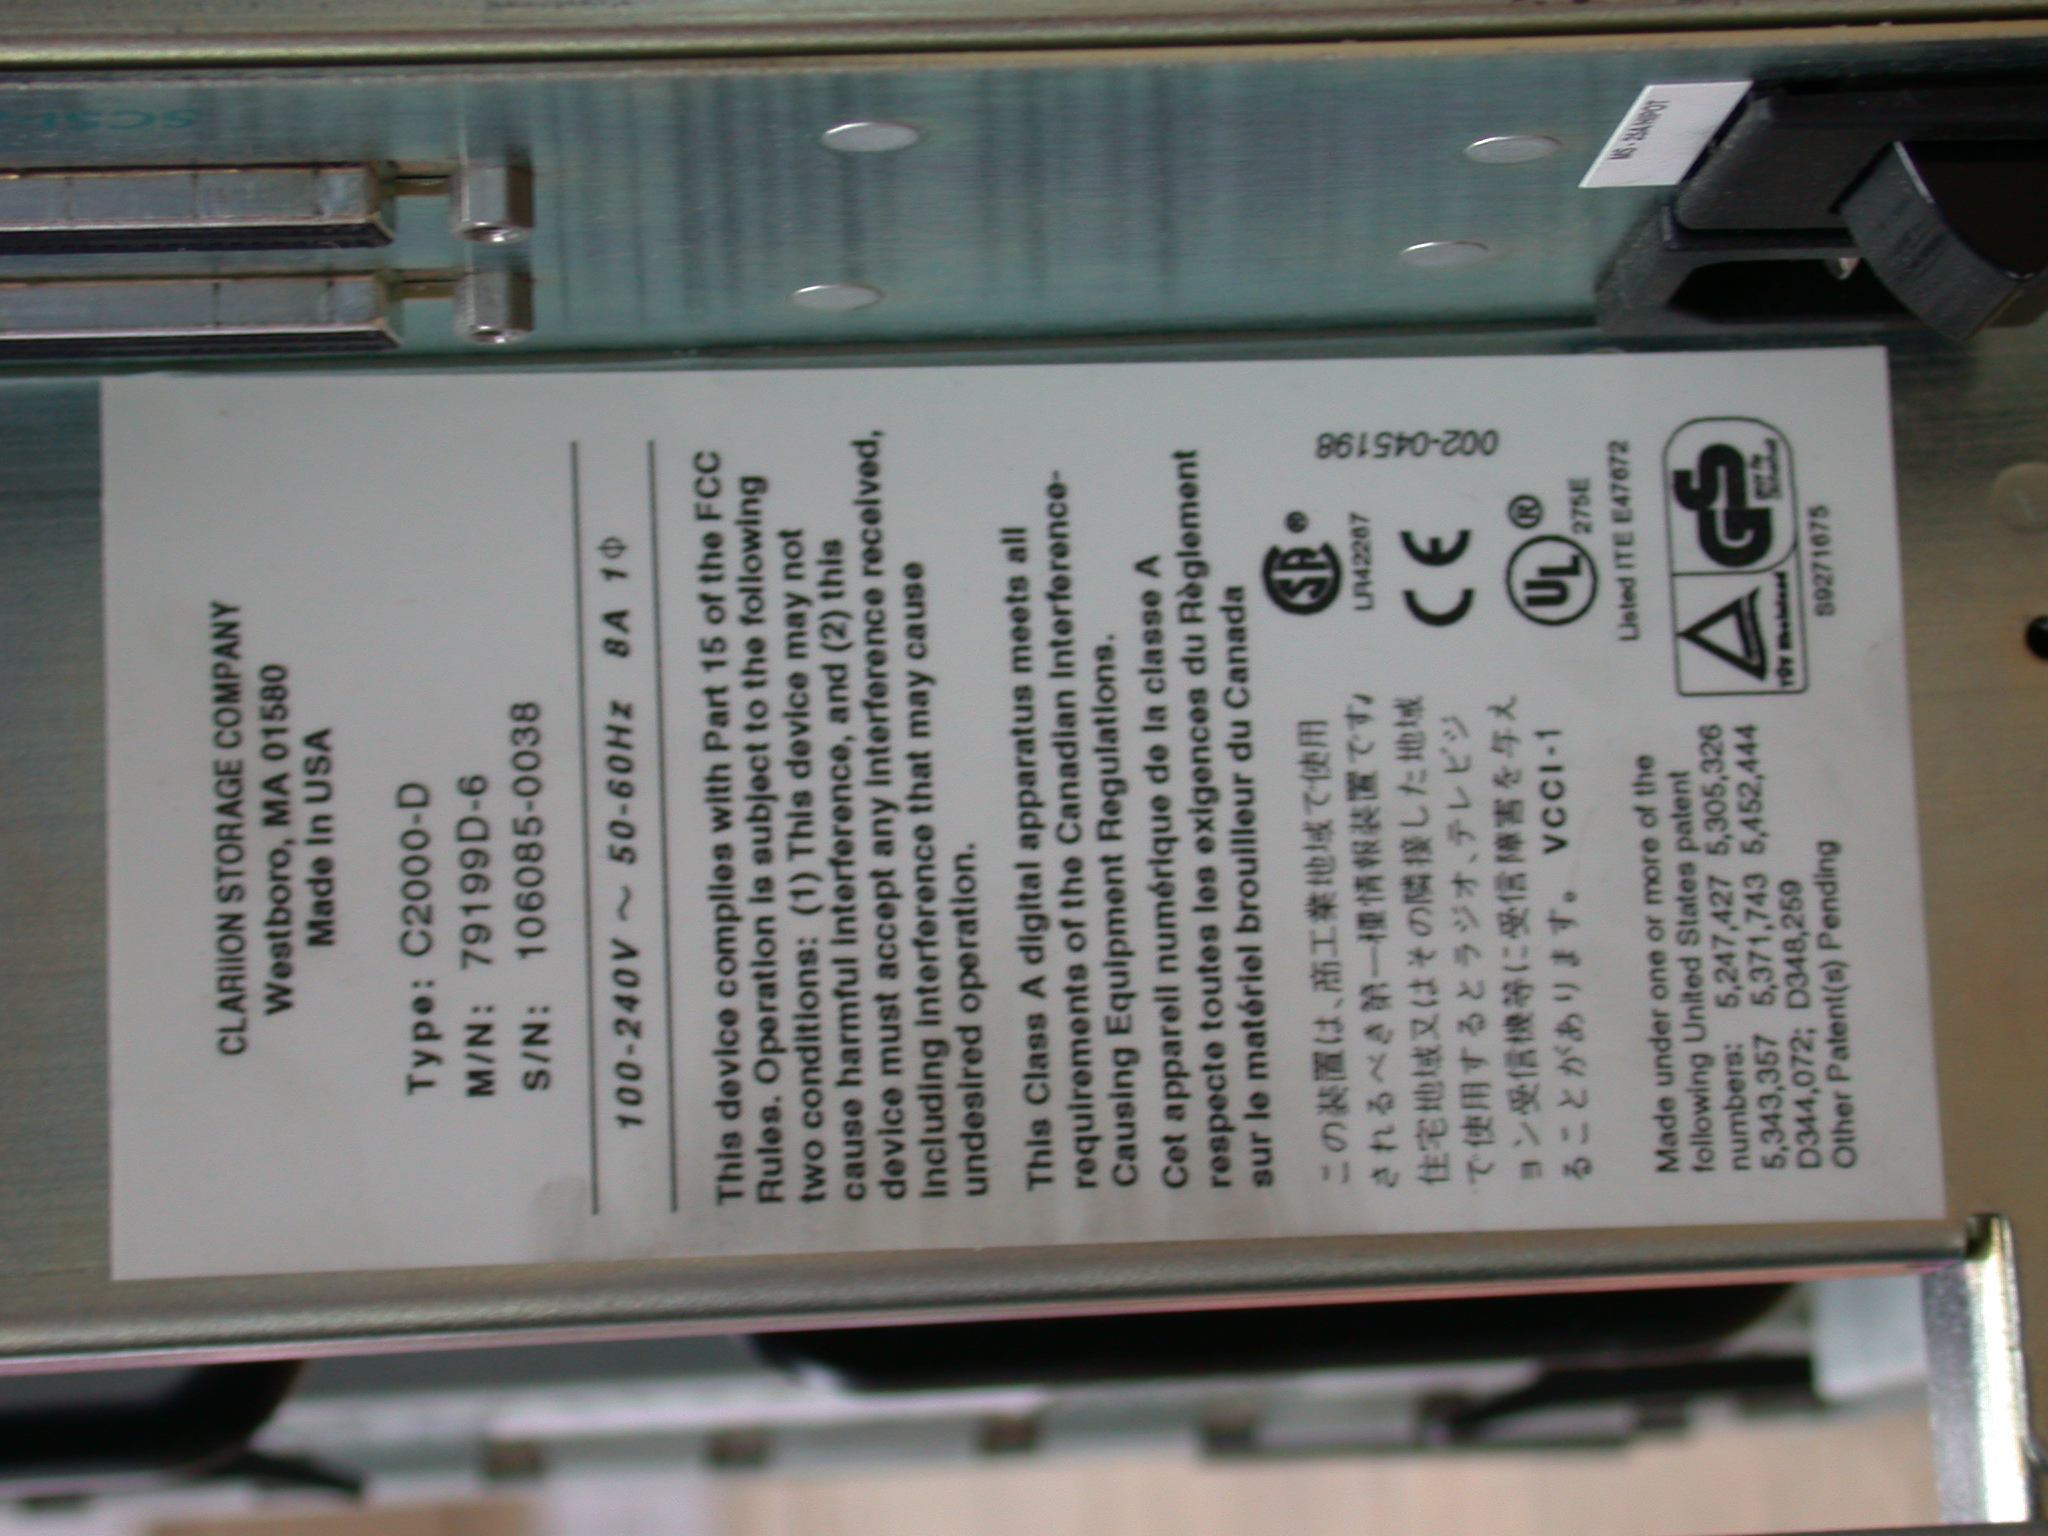 CLARIION STORAGE COMPANY
Westboro, MA 01580
Made in USA
Type: C2000-D
M/N: 79199D-6
S/N: 106085-0038
100-240V ~ 50-60Hz 8A 1Φ
This device complies with Part 15 of the FCC
Rules. Operation is subject to the following
two conditions: (1) This device may not
cause harmful interference, and (2) this
device must accept any interference received,
including interference that may cause
undesired operation.
This Class A digital apparatus meets all
requirements of the Canadian Interference-
Causing Equipment Regulations.
Cet appareil numérique de la classe A
respecte toutes les exigences du Règlement
sur le matériel brouilleur du Canada
この装置は、商工業地域で使用
されるべき第一種情報装置です。
住宅地域又はその隣接した地域
で使用するとラジオ、テレビジ
ョン受信機等に受信障害を与え
ることがあります。 VCCI-1
SA ®
LR42267
CE
UL ®
275E
Listed ITE E47672
002-045198
Made under one or more of the
following United States patent
numbers: 5,247,427 5,305,326
5,343,357 5,371,743 5,452,444
D344,072; D348,259
Other Patent(s) Pending
TÜV Rheinland
GS
S9271675
SCSI